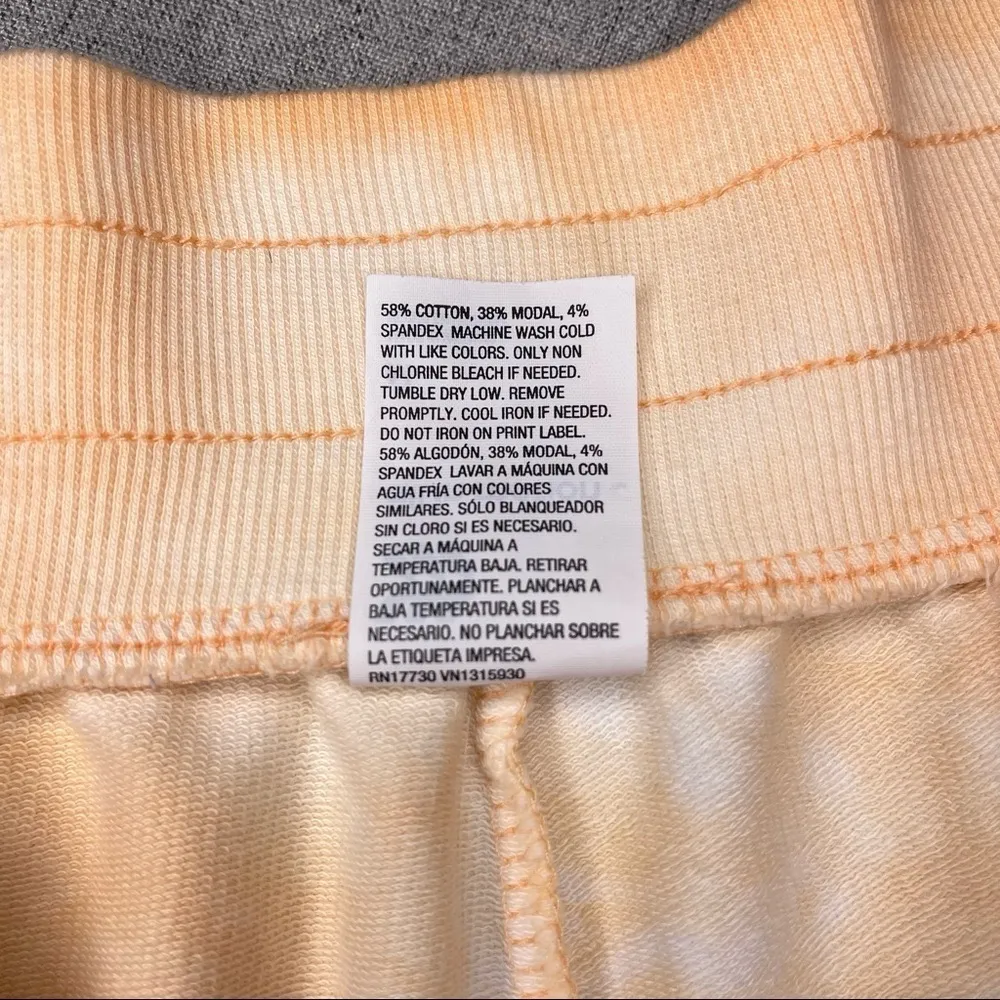 58% COTTON, 38% MODAL, 4%
SPANDEX MACHINE WASH COLD
WITH LIKE COLORS. ONLY NON
CHLORINE BLEACH IF NEEDED.
TUMBLE DRY LOW. REMOVE
PROMPTLY. COOL IRON IF NEEDED.
DO NOT IRON ON PRINT LABEL.
58% ALGODÓN, 38% MODAL, 4%
SPANDEX LAVAR A MÁQUINA CON
AGUA FRÍA CON COLORES
SIMILARES. SÓLO BLANQUEADOR
SIN CLORO SI ES NECESARIO.
SECAR A MÁQUINA A
TEMPERATURA BAJA. RETIRAR
OPORTUNAMENTE. PLANCHAR A
BAJA TEMPERATURA SI ES
NECESARIO. NO PLANCHAR SOBRE
LA ETIQUETA IMPRESA.
RN17730 VN1315930